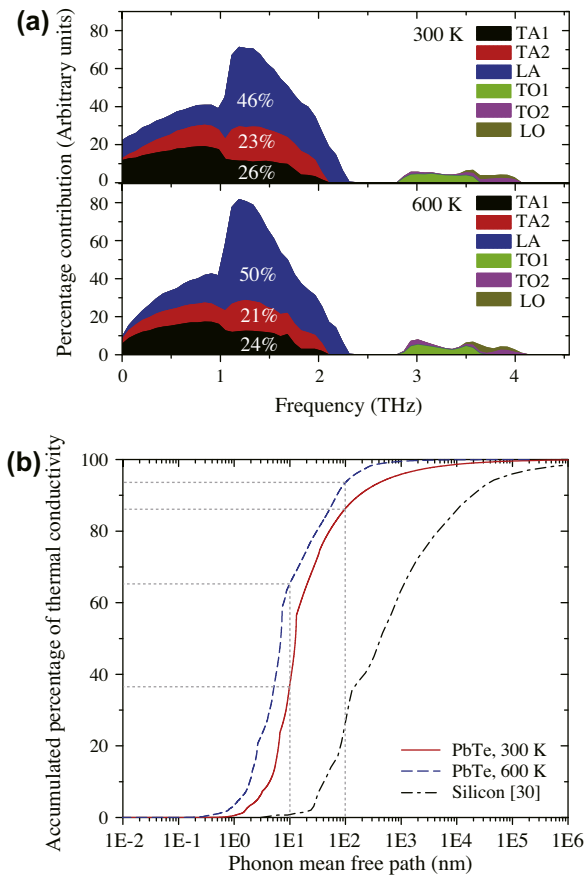 (a)
Percentage contribution (Arbitrary units)
80
60
40
20
0
300 K
TA1
TA2
LA
TO1
TO2
LO
46%
23%
26%
80
60
40
20
0
600 K
TA1
TA2
LA
TO1
TO2
LO
50%
21%
24%
0 1 2 3 4
Frequency (THz)
(b)
Accumulated percentage of thermal conductivity
100
80
60
40
20
0
PbTe, 300 K
PbTe, 600 K
Silicon [30]
1E-2 1E-1 1E0 1E1 1E2 1E3 1E4 1E5 1E6
Phonon mean free path (nm)